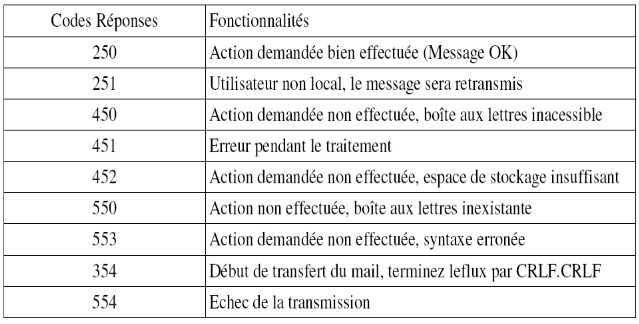 Codes Réponses Fonctionnalités
250 Action demandée bien effectuée (Message OK)
251 Utilisateur non local, le message sera retransmis
450 Action demandée non effectuée, boîte aux lettres inacessible
451 Erreur pendant le traitement
452 Action demandée non effectuée, espace de stockage insuffisant
550 Action non effectuée, boîte aux lettres inexistante
553 Action demandée non effectuée, syntaxe erronée
354 Début de transfert du mail, terminez leflux par CRLF.CRLF
554 Echec de la transmission